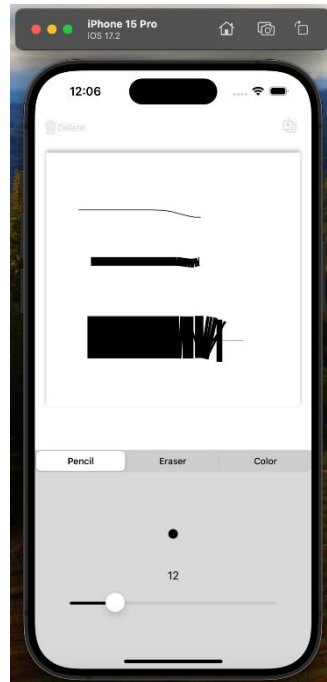 iPhone 15 Pro
iOS 17.2
12:06
Delete
Pencil Eraser Color
12